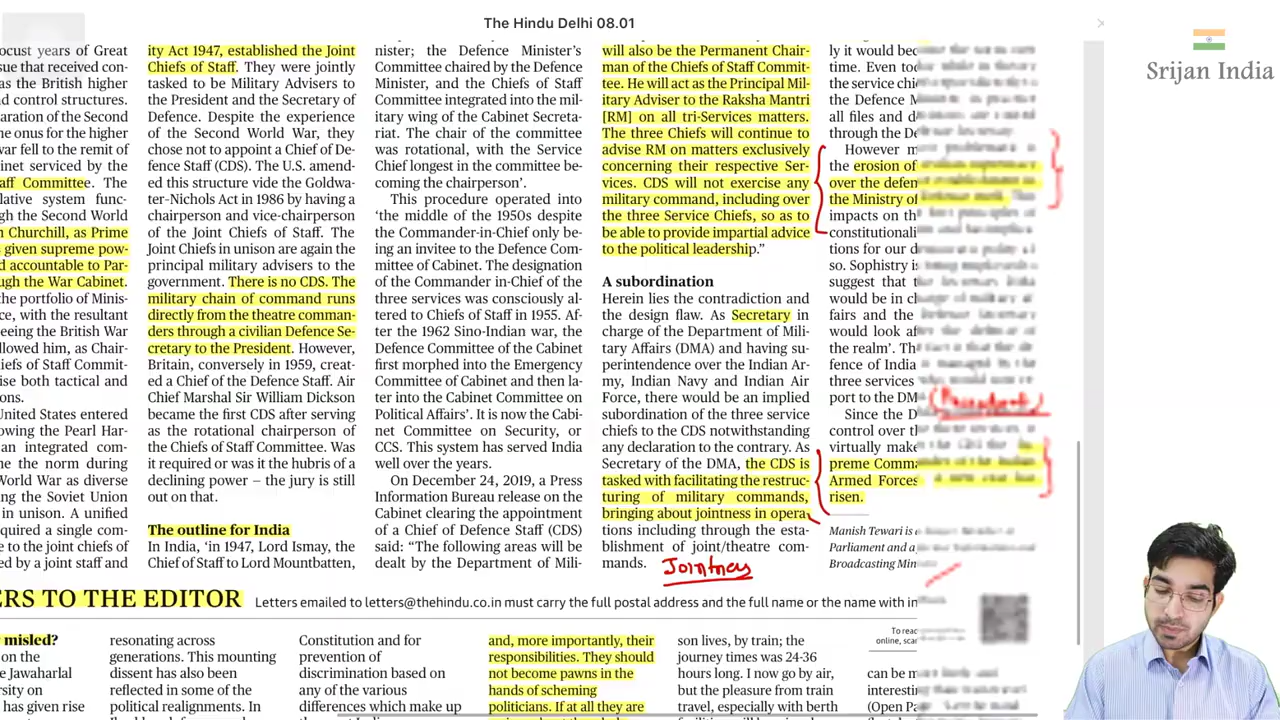 The Hindu Delhi 08.01
Srijan India
ocust years of Great
sue that received con-
as the British higher
nd control structures.
aration of the Second
he onus for the higher
war fell to the remit of
binet serviced by the
aff Committee. The
lative system func-
gh the Second World
n Churchill, as Prime
s given supreme pow-
d accountable to Par-
ugh the War Cabinet.
the portfolio of Minis-
ce, with the resultant
seeing the British War
llowed him, as Chair-
iefs of Staff Commit-
ise both tactical and
ons.
United States entered
owing the Pearl Har-
an integrated com-
me the norm during
World War as diverse
ng the Soviet Union
in unison. A unified
quired a single com-
e to the joint chiefs of
ed by a joint staff and
ity Act 1947, established the Joint
Chiefs of Staff. They were jointly
tasked to be Military Advisers to
the President and the Secretary of
Defence. Despite the experience
of the Second World War, they
chose not to appoint a Chief of De-
fence Staff (CDS). The U.S. amend-
ed this structure vide the Goldwa-
ter-Nichols Act in 1986 by having a
chairperson and vice-chairperson
of the Joint Chiefs of Staff. The
Joint Chiefs in unison are again the
principal military advisers to the
government. There is no CDS. The
military chain of command runs
directly from the theatre comman-
ders through a civilian Defence Se-
cretary to the President. However,
Britain, conversely in 1959, creat-
ed a Chief of the Defence Staff. Air
Chief Marshal Sir William Dickson
became the first CDS after serving
as the rotational chairperson of
the Chiefs of Staff Committee. Was
it required or was it the hubris of a
declining power — the jury is still
out on that.
The outline for India
In India, ‘in 1947, Lord Ismay, the
Chief of Staff to Lord Mountbatten,
nister; the Defence Minister’s
Committee chaired by the Defence
Minister, and the Chiefs of Staff
Committee integrated into the mil-
itary wing of the Cabinet Secreta-
riat. The chair of the committee
was rotational, with the Service
Chief longest in the committee be-
coming the chairperson’.
This procedure operated into
‘the middle of the 1950s despite
the Commander-in-Chief only be-
ing an invitee to the Defence Com-
mittee of Cabinet. The designation
of the Commander in-Chief of the
three services was consciously al-
tered to Chiefs of Staff in 1955. Af-
ter the 1962 Sino-Indian war, the
Defence Committee of the Cabinet
first morphed into the Emergency
Committee of Cabinet and then la-
ter into the Cabinet Committee on
Political Affairs’. It is now the Cabi-
net Committee on Security, or
CCS. This system has served India
well over the years.
On December 24, 2019, a Press
Information Bureau release on the
Cabinet clearing the appointment
of a Chief of Defence Staff (CDS)
said: “The following areas will be
dealt by the Department of Mili-
will also be the Permanent Chair-
man of the Chiefs of Staff Commit-
tee. He will act as the Principal Mil-
itary Adviser to the Raksha Mantri
[RM] on all tri-Services matters.
The three Chiefs will continue to
advise RM on matters exclusively
concerning their respective Ser-
vices. CDS will not exercise any
military command, including over
the three Service Chiefs, so as to
be able to provide impartial advice
to the political leadership.”
A subordination
Herein lies the contradiction and
the design flaw. As Secretary in
charge of the Department of Mili-
tary Affairs (DMA) and having su-
perintendence over the Indian Ar-
my, Indian Navy and Indian Air
Force, there would be an implied
subordination of the three service
chiefs to the CDS notwithstanding
any declaration to the contrary. As
Secretary of the DMA, the CDS is
tasked with facilitating the restruc-
turing of military commands,
bringing about jointness in opera-
tions including through the esta-
blishment of joint/theatre com-
mands.
Jointness
ly it would bec
time. Even tod
the service chi
the Defence M
all files and d
through the De
However m
the erosion of
over the defen
the Ministry of
impacts on th
constitutionali
tions for our d
so. Sophistry is
suggest that t
would be in ch
fairs and the
would look af
the realm’. Th
fence of India
three services
port to the DM
Since the D
control over th
virtually make
preme Comma
Armed Forces
risen.
Manish Tewari is
Parliament and a
Broadcasting Min
ERS TO THE EDITOR Letters emailed to letters@thehindu.co.in must carry the full postal address and the full name or the name with in
To reac
online, sca
misled?
on the
e Jawaharlal
rsity on
has given rise
resonating across
generations. This mounting
dissent has also been
reflected in some of the
political realignments. In
Constitution and for
prevention of
discrimination based on
any of the various
differences which make up
and, more importantly, their
responsibilities. They should
not become pawns in the
hands of scheming
politicians. If at all they are
son lives, by train; the
journey times was 24-36
hours long. I now go by air,
but the pleasure from train
travel, especially with berth
can be m
interesting
(Open Pa